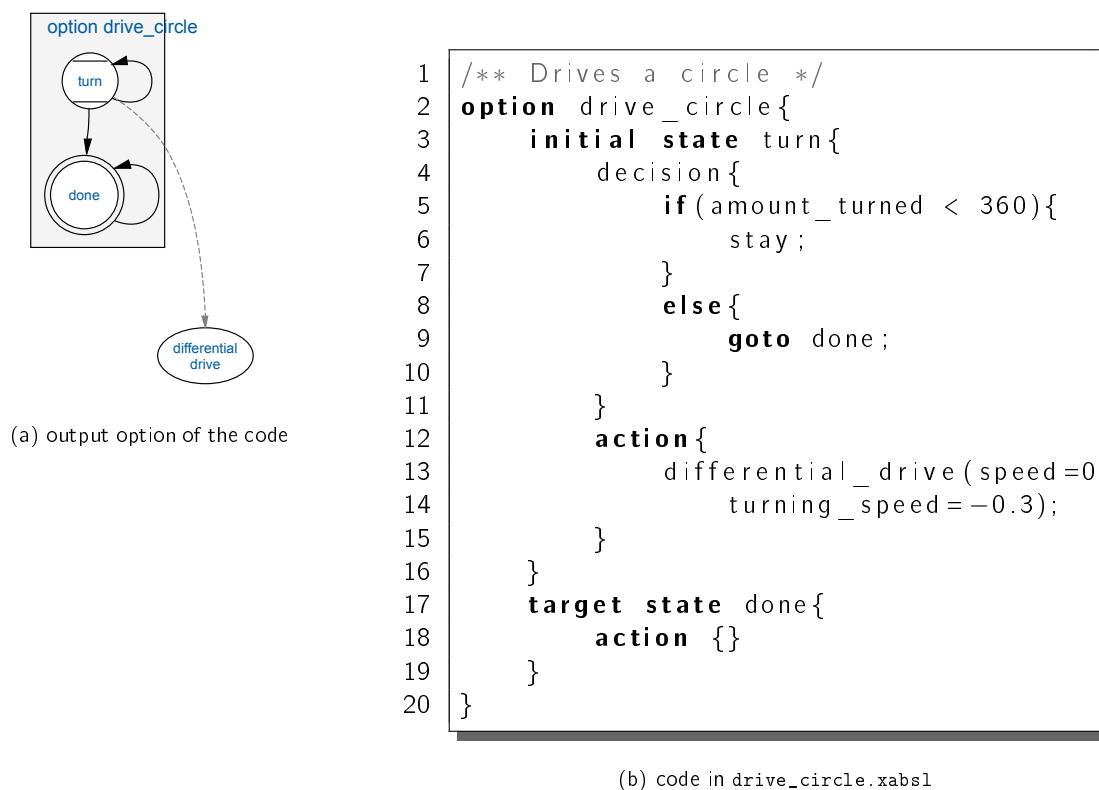 option drive_circle
turn
done
differential
drive
(a) output option of the code
1 /** Drives a circle */
2 option drive_circle{
3 initial state turn{
4 decision{
5 if(amount_turned < 360){
6 stay;
7 }
8 else{
9 goto done;
10 }
11 }
12 action{
13 differential_drive(speed=0
14 turning_speed=−0.3);
15 }
16 }
17 target state done{
18 action {}
19 }
20 }
(b) code in drive_circle.xabsl